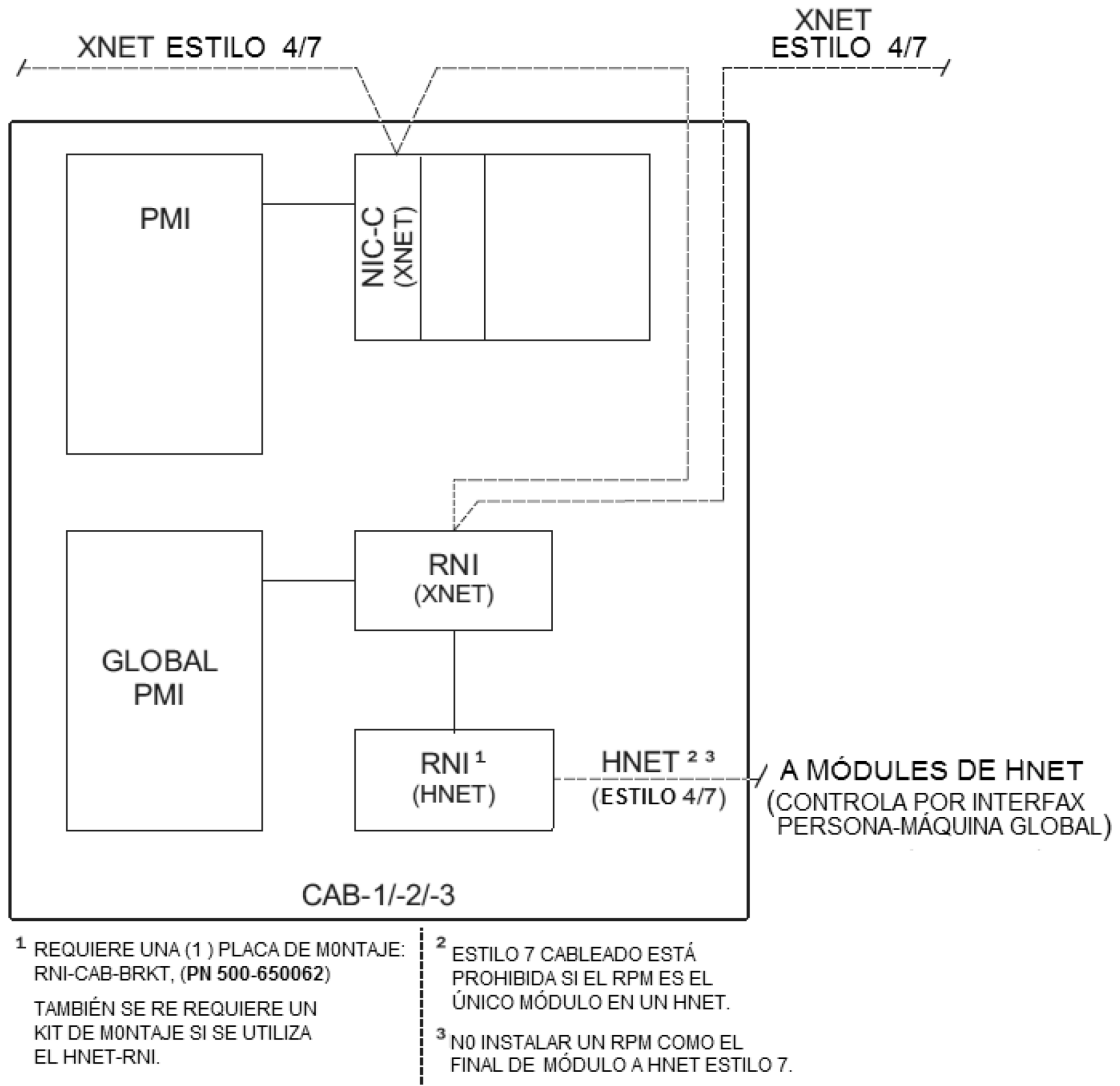 XNET ESTILO 4/7
XNET
ESTILO 4/7
PMI
NIC-C
(XNET)
RNI
(XNET)
GLOBAL
PMI
RNI ¹
(HNET)
HNET ² ³
(ESTILO 4/7)
A MÓDULES DE HNET
(CONTROLA POR INTERFAX
PERSONA-MÁQUINA GLOBAL)
CAB-1/-2/-3
¹ REQUIERE UNA (1 ) PLACA DE M0NTAJE:
RNI-CAB-BRKT, (PN 500-650062)
TAMBIÉN SE RE REQUIERE UN
KIT DE M0NTAJE SI SE UTILIZA
EL HNET-RNI.
² ESTILO 7 CABLEADO ESTÁ
PROHIBIDA SI EL RPM ES EL
ÚNICO MÓDULO EN UN HNET.
³ N0 INSTALAR UN RPM COMO EL
FINAL DE MÓDULO A HNET ESTILO 7.